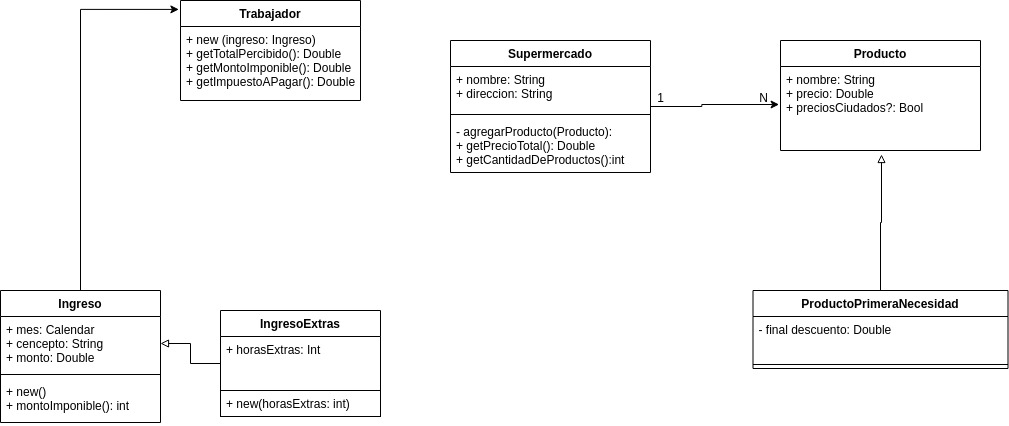 Trabajador
+ new (ingreso: Ingreso)
+ getTotalPercibido(): Double
+ getMontoImponible(): Double
+ getImpuestoAPagar(): Double
Supermercado
+ nombre: String
+ direccion: String
- agregarProducto(Producto):
+ getPrecioTotal(): Double
+ getCantidadDeProductos():int
1
N
Producto
+ nombre: String
+ precio: Double
+ preciosCiudados?: Bool
Ingreso
+ mes: Calendar
+ cencepto: String
+ monto: Double
+ new()
+ montoImponible(): int
IngresoExtras
+ horasExtras: Int
+ new(horasExtras: int)
ProductoPrimeraNecesidad
- final descuento: Double